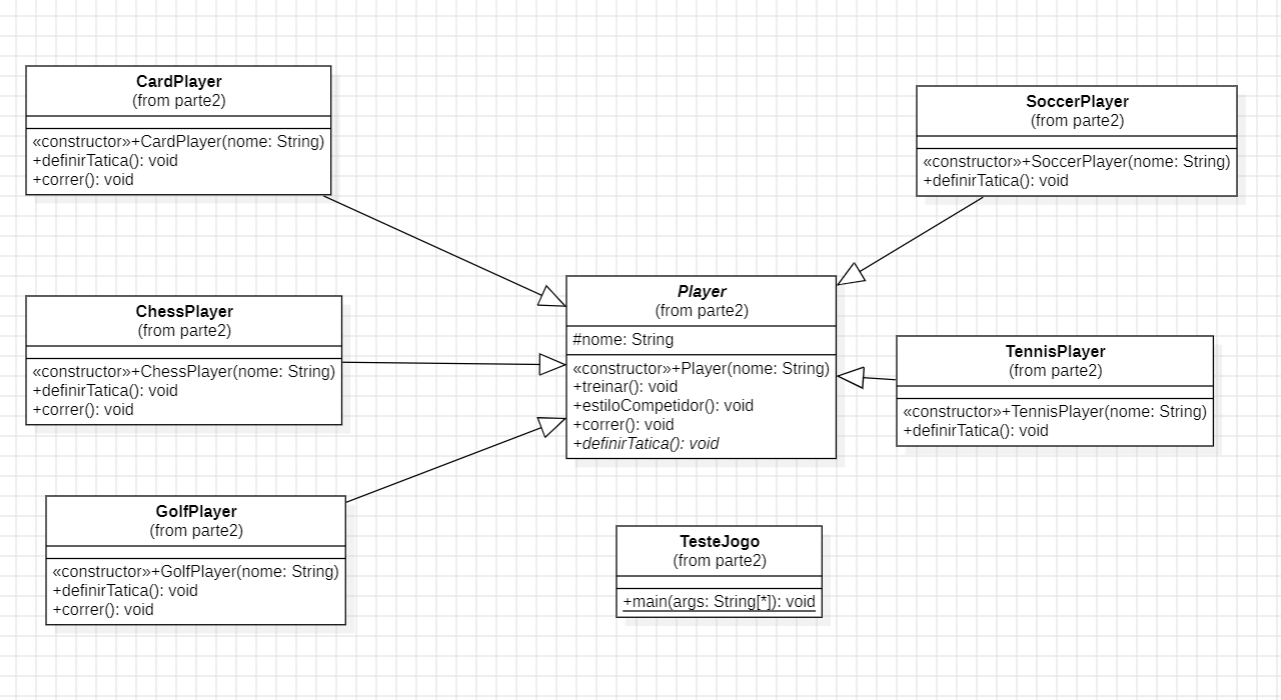 CardPlayer
(from parte2)
«constructor»+CardPlayer(nome: String)
+definirTatica(): void
+correr(): void
SoccerPlayer
(from parte2)
«constructor»+SoccerPlayer(nome: String)
+definirTatica(): void
Player
(from parte2)
#nome: String
«constructor»+Player(nome: String)
+treinar(): void
+estiloCompetidor(): void
+correr(): void
+definirTatica(): void
ChessPlayer
(from parte2)
«constructor»+ChessPlayer(nome: String)
+definirTatica(): void
+correr(): void
TennisPlayer
(from parte2)
«constructor»+TennisPlayer(nome: String)
+definirTatica(): void
GolfPlayer
(from parte2)
«constructor»+GolfPlayer(nome: String)
+definirTatica(): void
+correr(): void
TesteJogo
(from parte2)
+main(args: String[*]): void